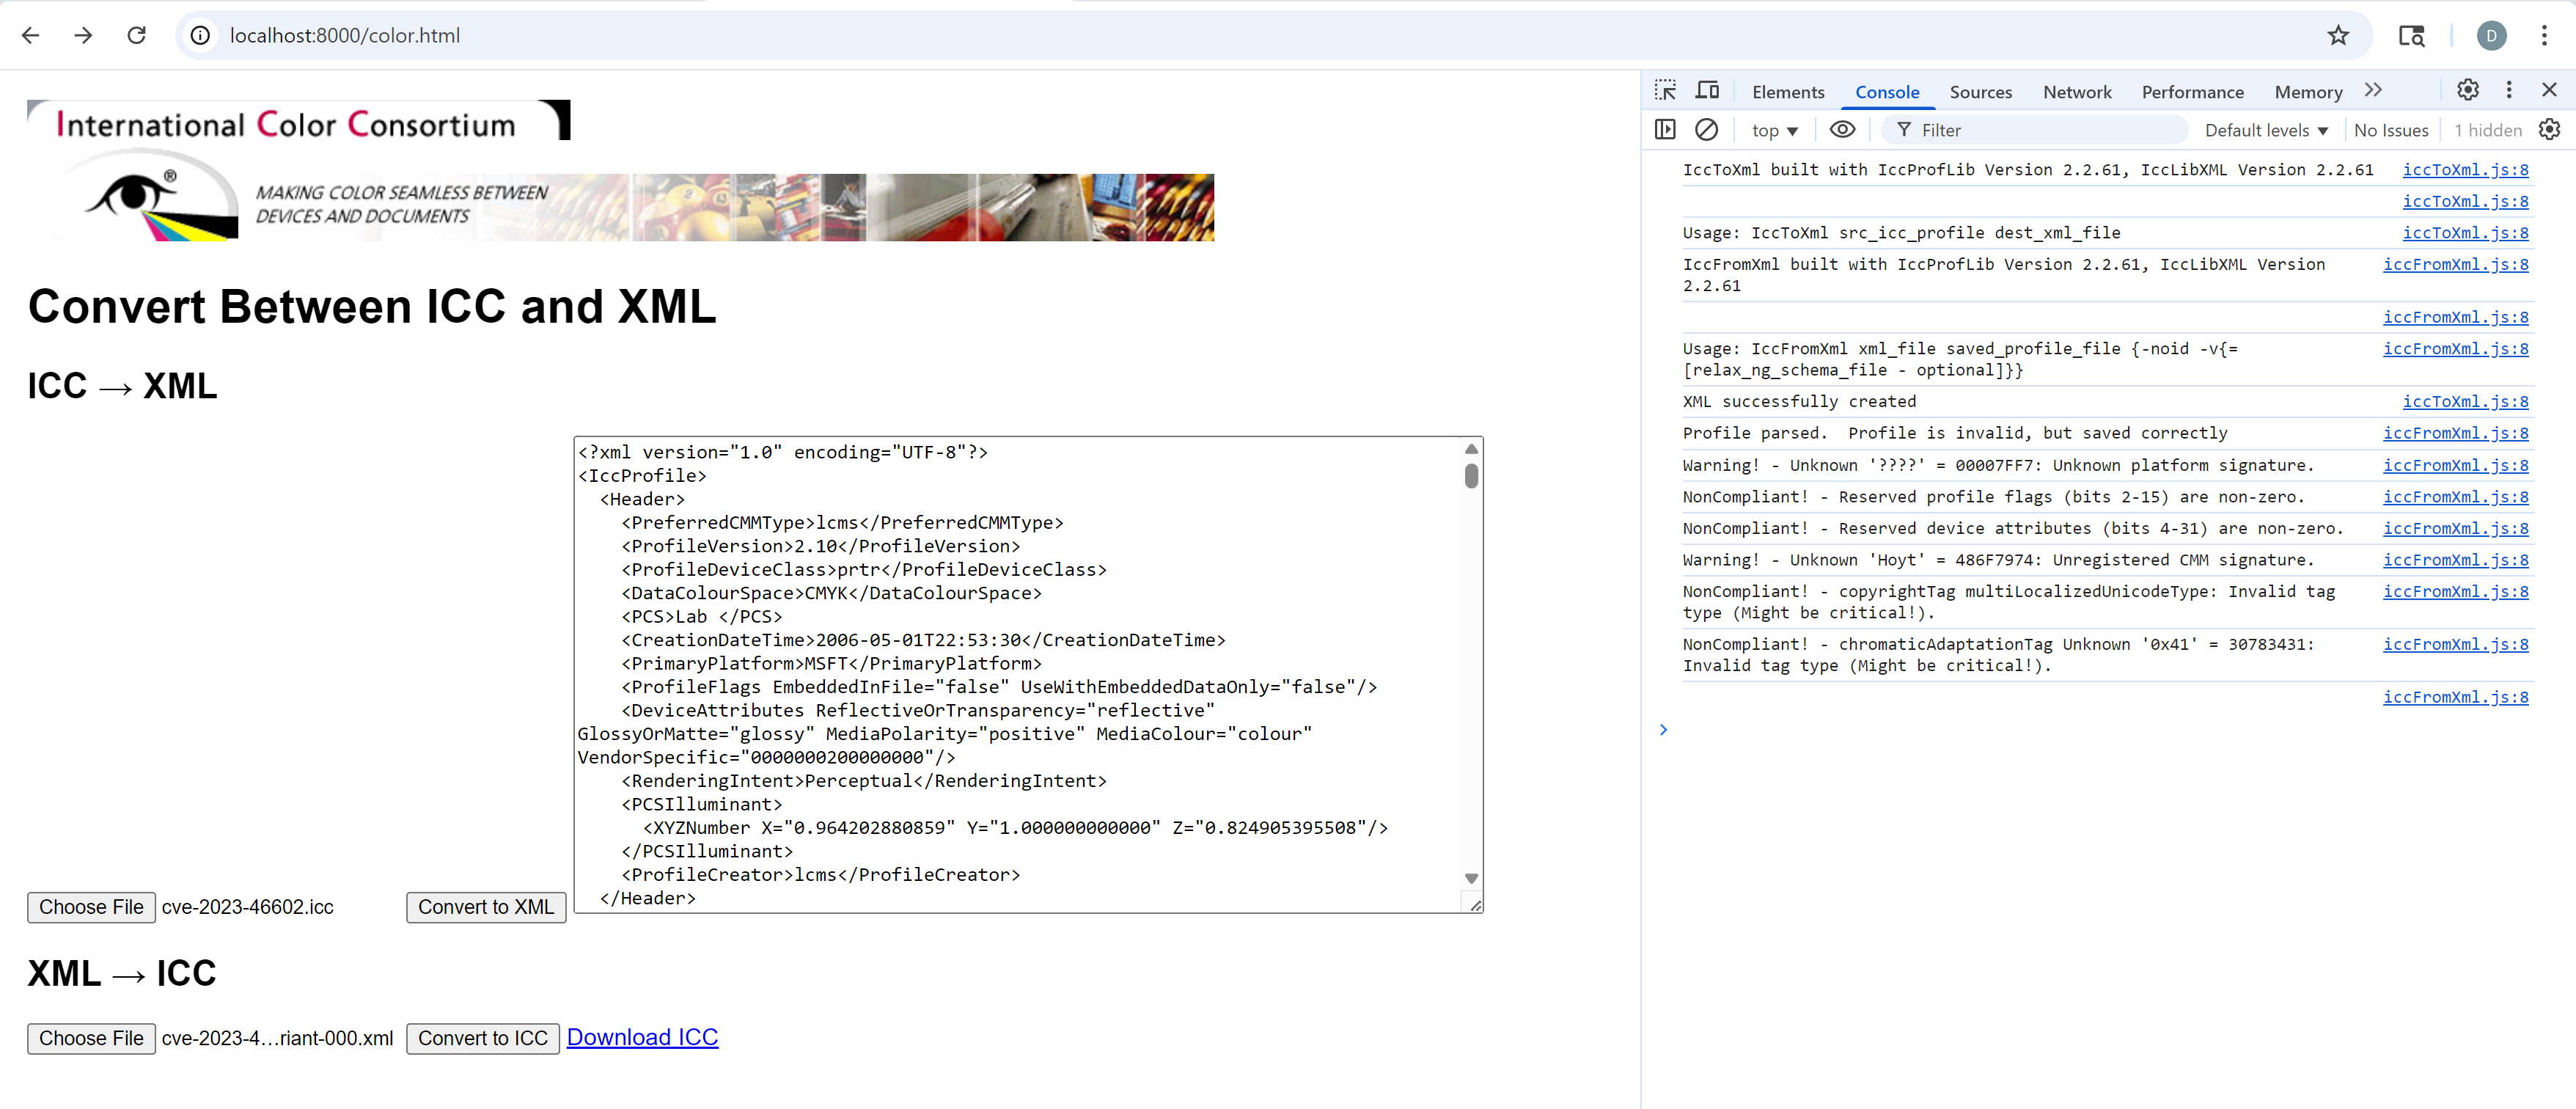 localhost:8000/color.html
D
International Color Consortium
®
MAKING COLOR SEAMLESS BETWEEN
DEVICES AND DOCUMENTS
Convert Between ICC and XML
ICC → XML
<?xml version="1.0" encoding="UTF-8"?>
<IccProfile>
<Header>
<PreferredCMMType>lcms</PreferredCMMType>
<ProfileVersion>2.10</ProfileVersion>
<ProfileDeviceClass>prtr</ProfileDeviceClass>
<DataColourSpace>CMYK</DataColourSpace>
<PCS>Lab </PCS>
<CreationDateTime>2006-05-01T22:53:30</CreationDateTime>
<PrimaryPlatform>MSFT</PrimaryPlatform>
<ProfileFlags EmbeddedInFile="false" UseWithEmbeddedDataOnly="false"/>
<DeviceAttributes ReflectiveOrTransparency="reflective"
GlossyOrMatte="glossy" MediaPolarity="positive" MediaColour="colour"
VendorSpecific="0000000200000000"/>
<RenderingIntent>Perceptual</RenderingIntent>
<PCSIlluminant>
<XYZNumber X="0.964202880859" Y="1.000000000000" Z="0.824905395508"/>
</PCSIlluminant>
<ProfileCreator>lcms</ProfileCreator>
</Header>
Choose File cve-2023-46602.icc Convert to XML
XML → ICC
Choose File cve-2023-4…riant-000.xml Convert to ICC Download ICC
Elements Console Sources Network Performance Memory
top Filter Default levels No Issues 1 hidden
IccToXml built with IccProfLib Version 2.2.61, IccLibXML Version 2.2.61 iccToXml.js:8
iccToXml.js:8
Usage: IccToXml src_icc_profile dest_xml_file iccToXml.js:8
IccFromXml built with IccProfLib Version 2.2.61, IccLibXML Version iccFromXml.js:8
2.2.61
iccFromXml.js:8
Usage: IccFromXml xml_file saved_profile_file {-noid -v{= iccFromXml.js:8
[relax_ng_schema_file - optional]}}
XML successfully created iccToXml.js:8
Profile parsed.  Profile is invalid, but saved correctly iccFromXml.js:8
Warning! - Unknown '????' = 00007FF7: Unknown platform signature. iccFromXml.js:8
NonCompliant! - Reserved profile flags (bits 2-15) are non-zero. iccFromXml.js:8
NonCompliant! - Reserved device attributes (bits 4-31) are non-zero. iccFromXml.js:8
Warning! - Unknown 'Hoyt' = 486F7974: Unregistered CMM signature. iccFromXml.js:8
NonCompliant! - copyrightTag multiLocalizedUnicodeType: Invalid tag iccFromXml.js:8
type (Might be critical!).
NonCompliant! - chromaticAdaptationTag Unknown '0x41' = 30783431: iccFromXml.js:8
Invalid tag type (Might be critical!).
iccFromXml.js:8